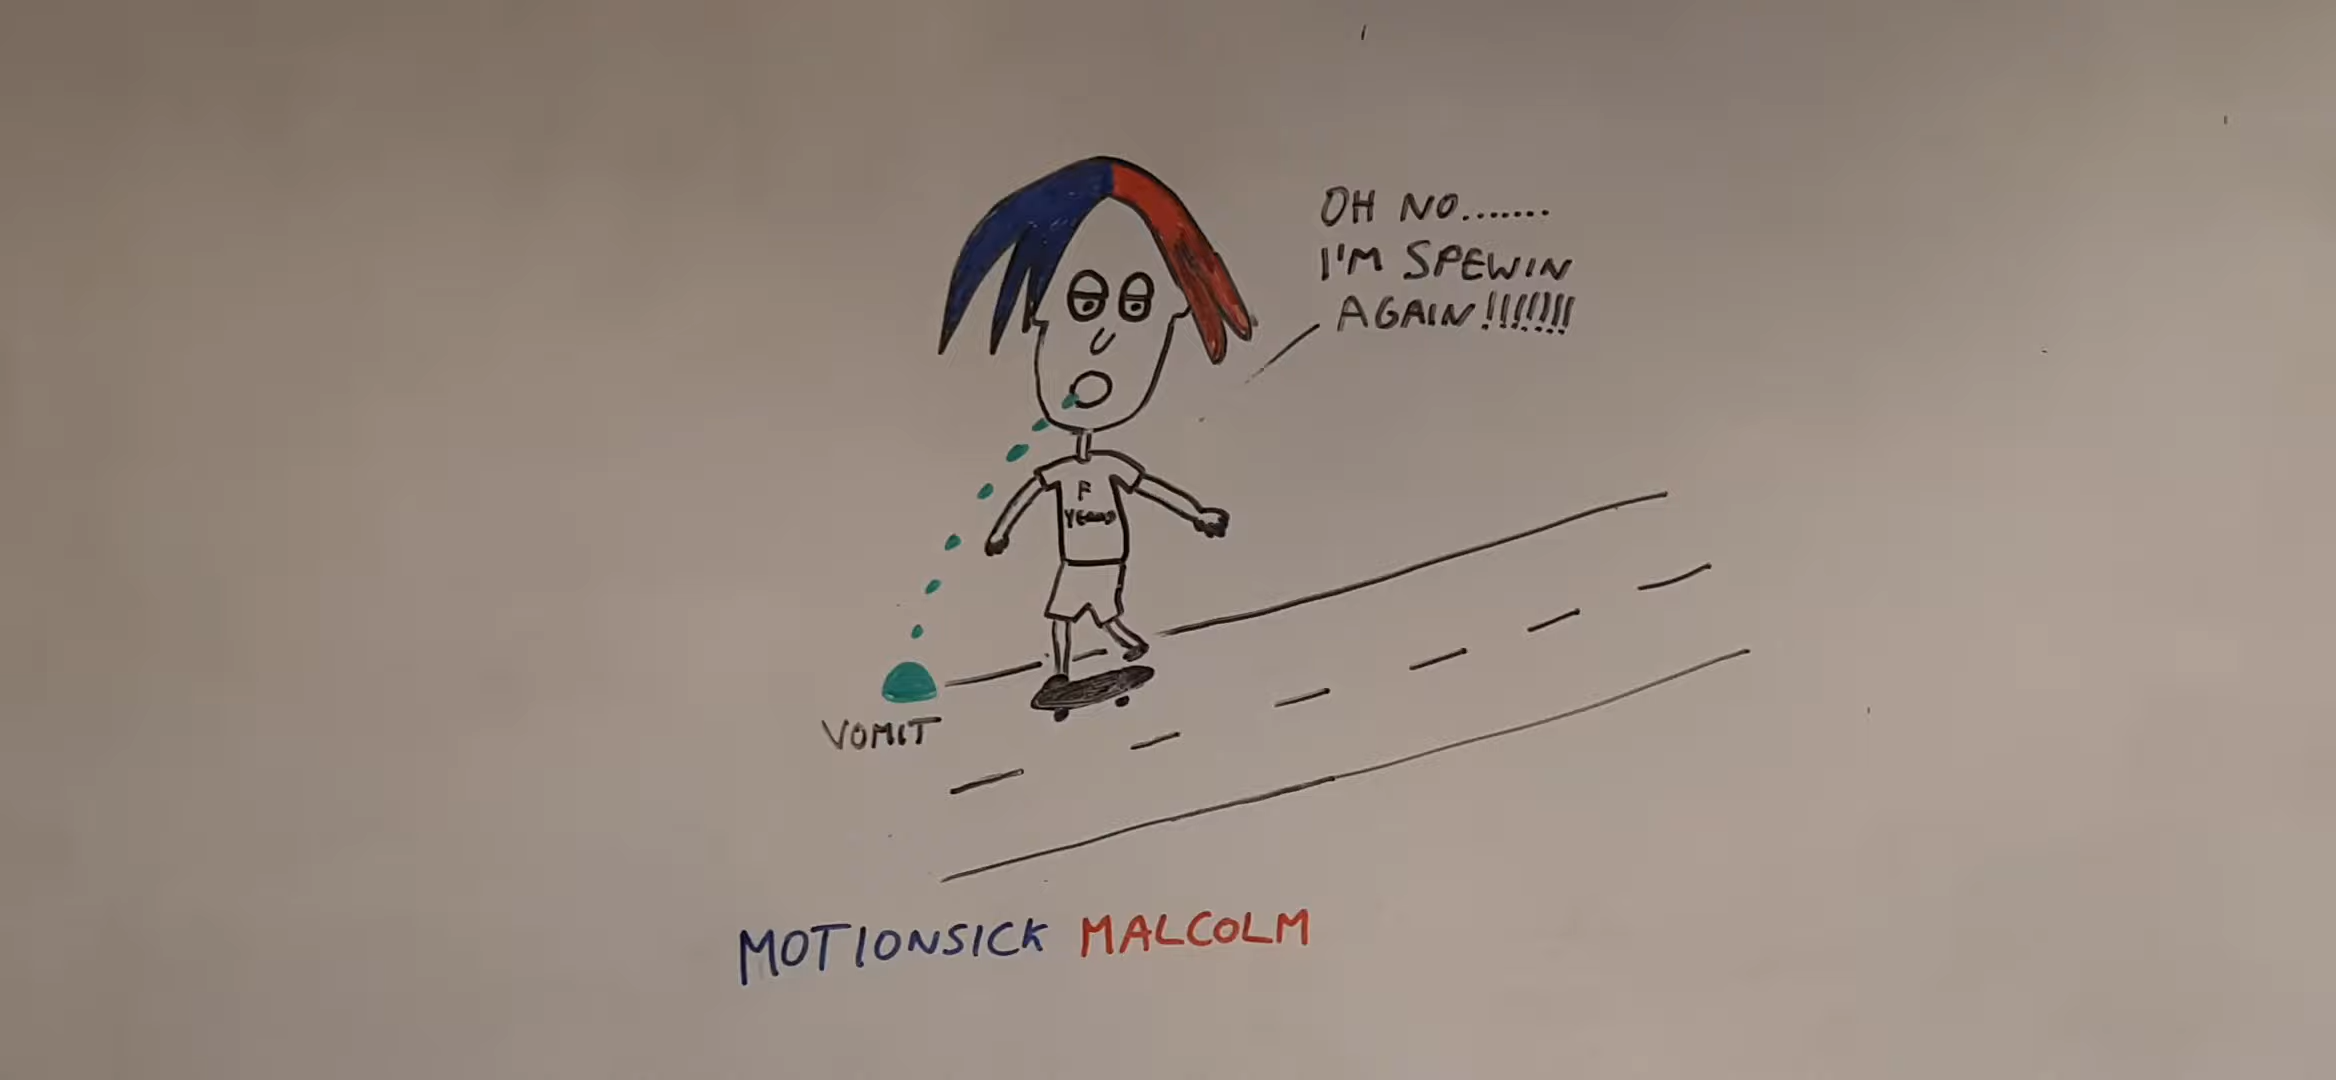 OH NO.......
I'M SPEWIN
AGAIN!!!!!!!
F
VOMIT
MOTIONSICK MALCOLM